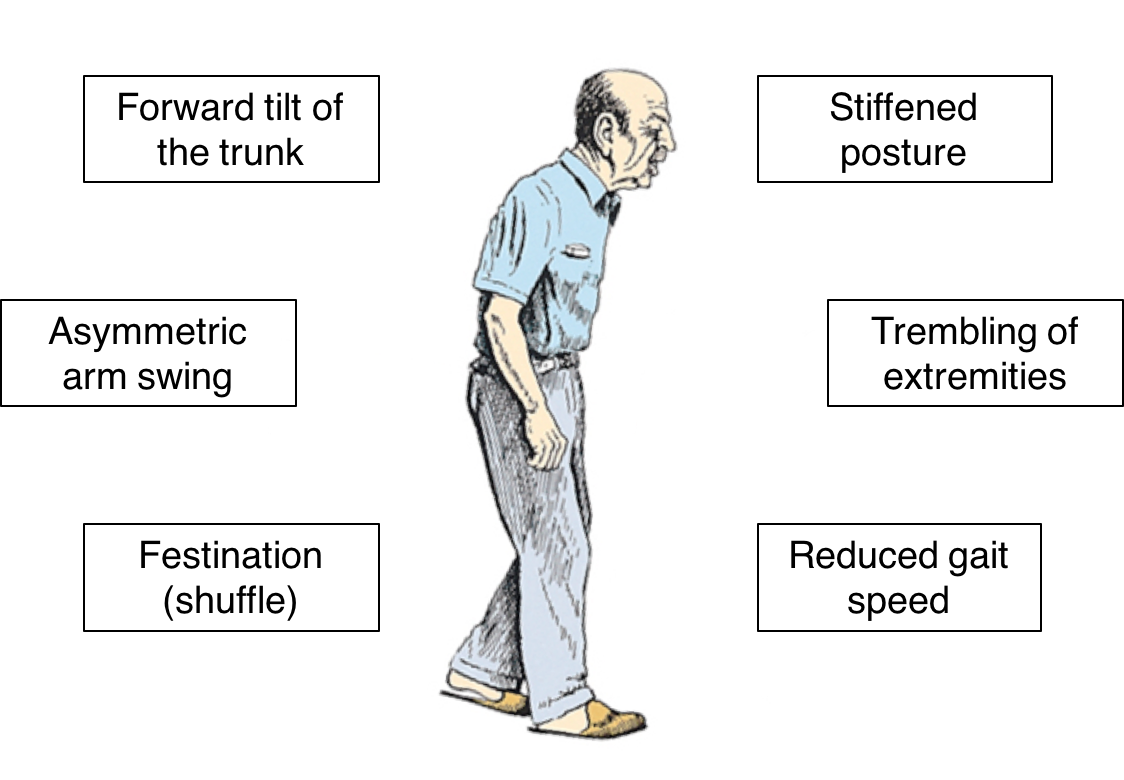 Forward tilt of
the trunk
Stiffened
posture
Asymmetric
arm swing
Trembling of
extremities
Festination
(shuffle)
Reduced gait
speed